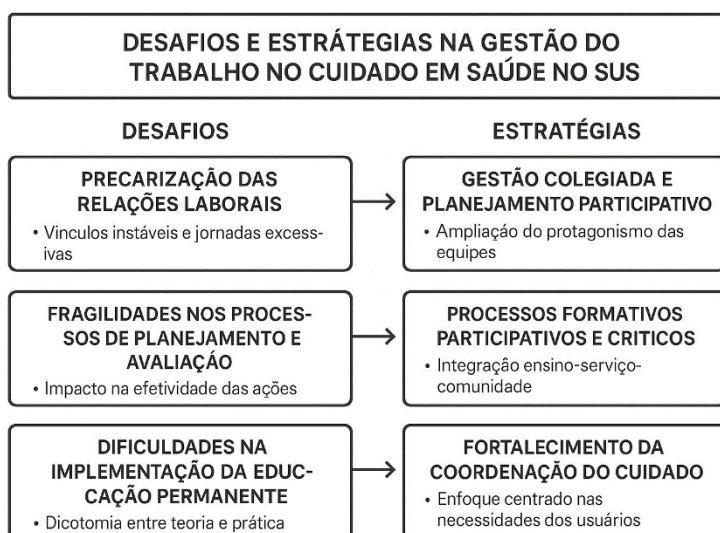 DESAFIOS E ESTRÁTEGIAS NA GESTÃO DO
TRABALHO NO CUIDADO EM SAÚDE NO SUS
DESAFIOS
PRECARIZAÇÃO DAS
RELAÇÕES LABORAIS
• Vinculos instáveis e jornadas excess-
ivas
FRAGILIDADES NOS PROCES-
SOS DE PLANEJAMENTO E
AVALIAÇÁO
• Impacto na efetividade das ações
DIFICULDADES NA
IMPLEMENTAÇÃO DA EDUC-
CAÇÃO PERMANENTE
• Dicotomia entre teoria e prática
ESTRATÉGIAS
GESTÃO COLEGIADA E
PLANEJAMENTO PARTICIPATIVO
• Ampliaçáo do protagonismo das
equipes
PROCESSOS FORMATIVOS
PARTICIPATIVOS E CRITICOS
• Integração ensino-serviço-
comunidade
FORTALECIMENTO DA
COORDENAÇÃO DO CUIDADO
• Enfoque centrado nas
necessidades dos usuários